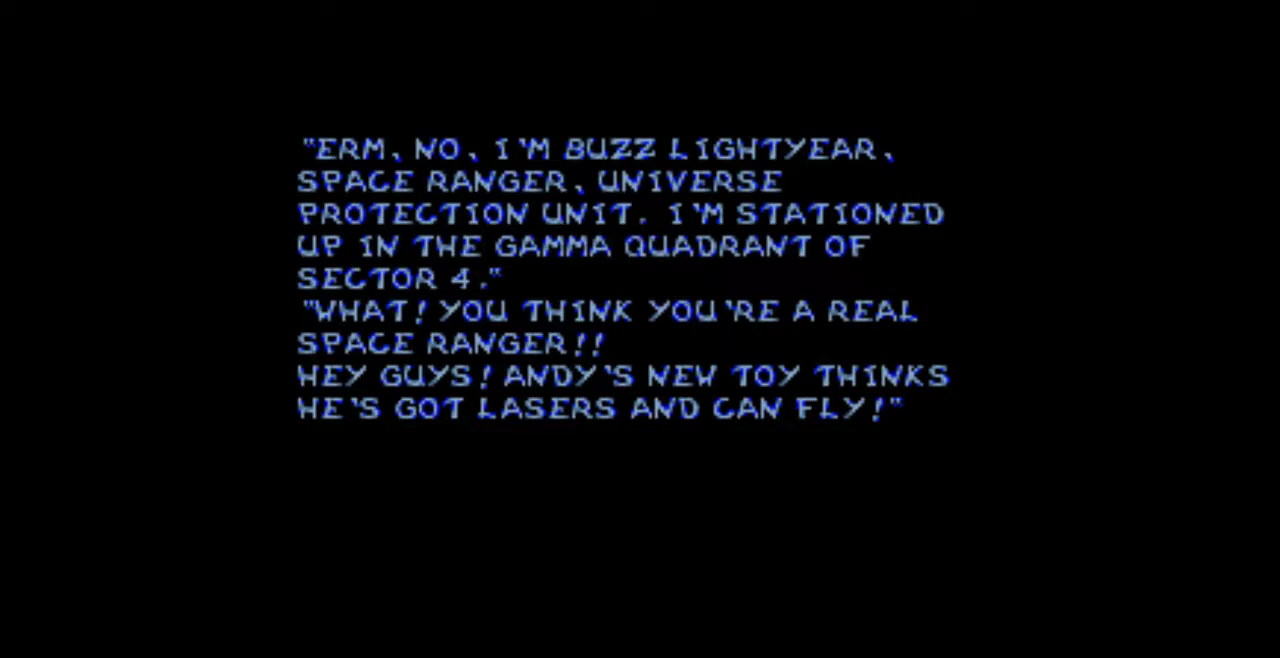 "ERM, NO, I'M BUZZ LIGHTYEAR,
SPACE RANGER, UNIVERSE
PROTECTION UNIT. I'M STATIONED
UP IN THE GAMMA QUADRANT OF
SECTOR 4."
"WHAT! YOU THINK YOU'RE A REAL
SPACE RANGER!!
HEY GUYS! ANDY'S NEW TOY THINKS
HE'S GOT LASERS AND CAN FLY!"